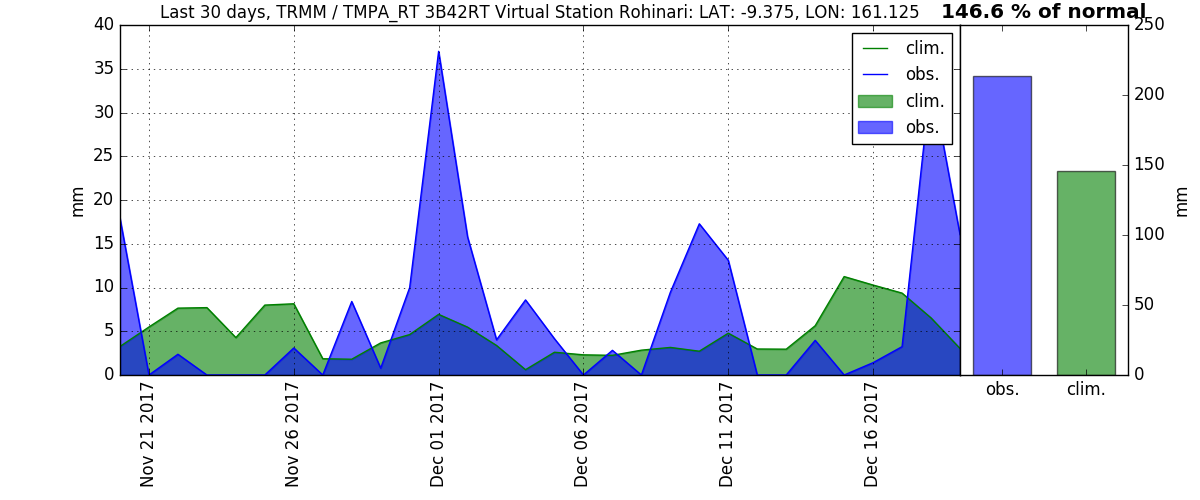 Last 30 days, TRMM / TMPA_RT 3B42RT Virtual Station Rohinari: LAT: -9.375, LON: 161.125
146.6 % of normal
40
35
30
25
20
15
10
5
0
mm
clim.
obs.
clim.
obs.
250
200
150
100
50
0
mm
Nov 21 2017
Nov 26 2017
Dec 01 2017
Dec 06 2017
Dec 11 2017
Dec 16 2017
obs.
clim.